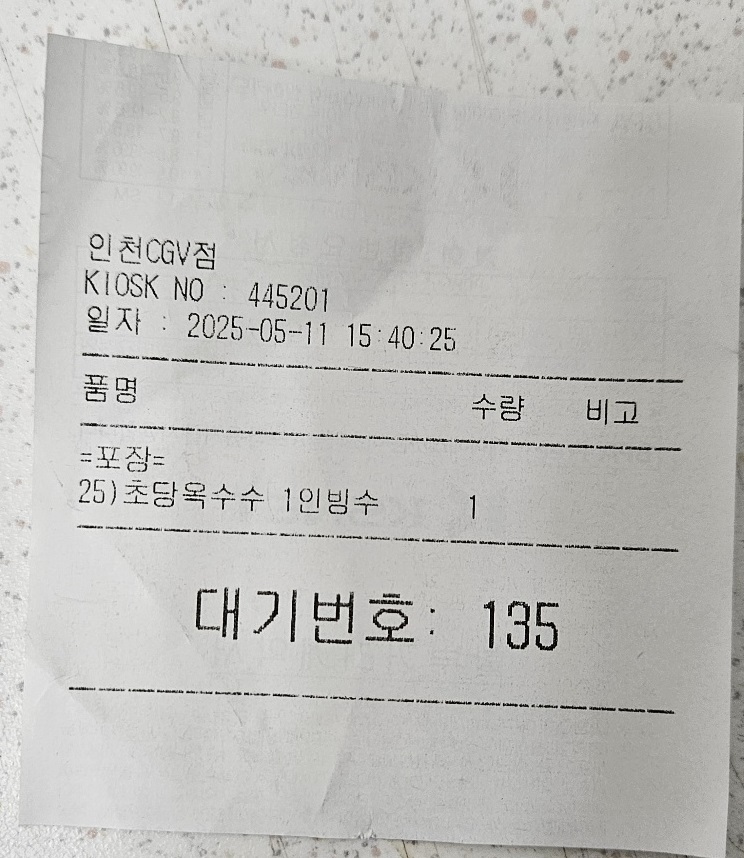 인천CGV점
KIOSK NO : 445201
일자 : 2025-05-11 15:40:25
품명 수량 비고
=포장=
25)초당옥수수 1인빙수 1
대기번호: 135